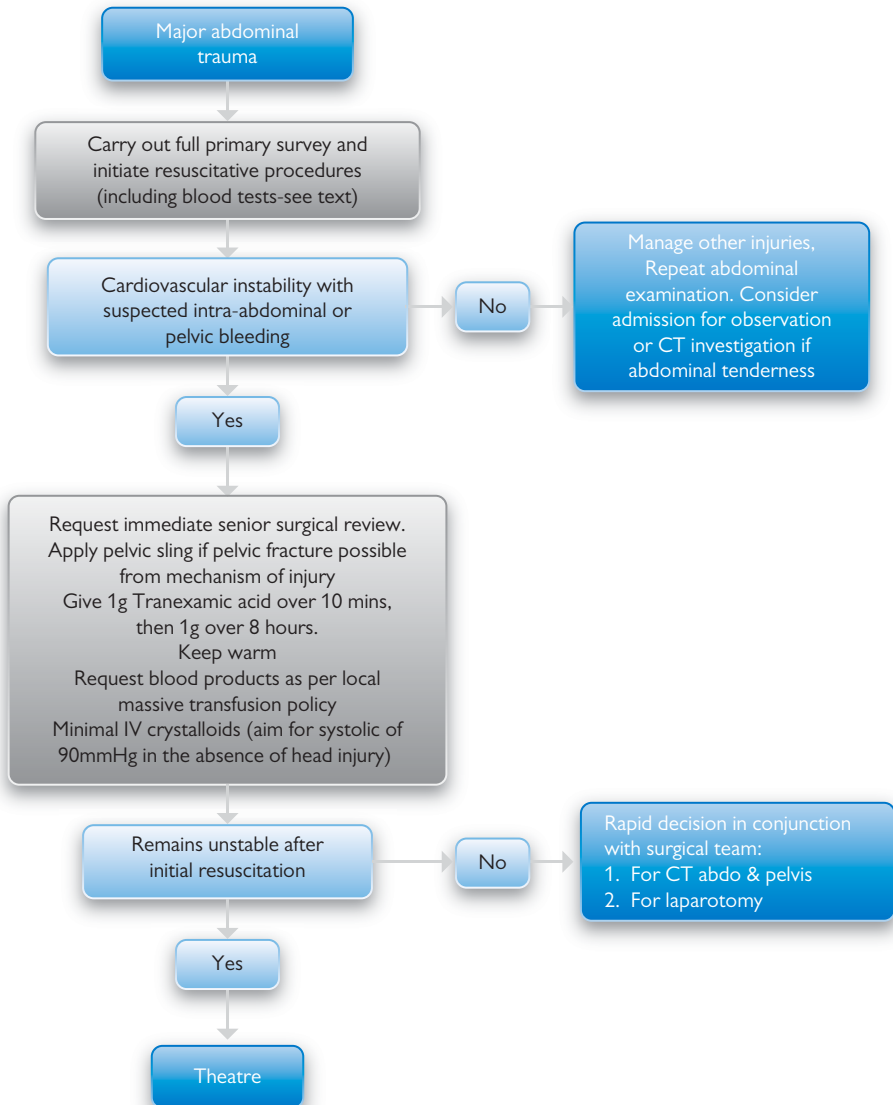 Major abdominal
trauma
Carry out full primary survey and
initiate resuscitative procedures
(including blood tests-see text)
Cardiovascular instability with
suspected intra-abdominal or
pelvic bleeding
No
Manage other injuries,
Repeat abdominal
examination. Consider
admission for observation
or CT investigation if
abdominal tenderness
Yes
Request immediate senior surgical review.
Apply pelvic sling if pelvic fracture possible
from mechanism of injury
Give 1g Tranexamic acid over 10 mins,
then 1g over 8 hours.
Keep warm
Request blood products as per local
massive transfusion policy
Minimal IV crystalloids (aim for systolic of
90mmHg in the absence of head injury)
Remains unstable after
initial resuscitation
No
Rapid decision in conjunction
with surgical team:
1. For CT abdo & pelvis
2. For laparotomy
Yes
Theatre